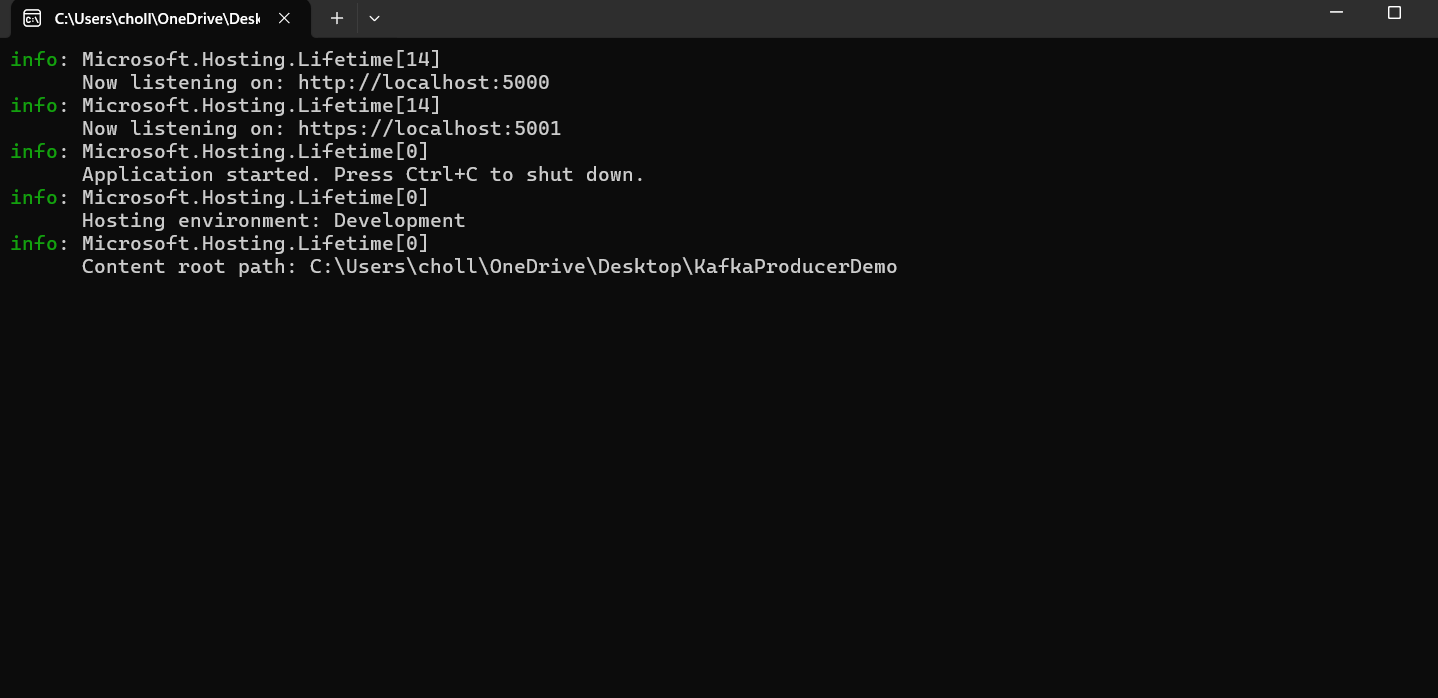 C:\Users\choll\OneDrive\Desk
info: Microsoft.Hosting.Lifetime[14]
Now listening on: http://localhost:5000
info: Microsoft.Hosting.Lifetime[14]
Now listening on: https://localhost:5001
info: Microsoft.Hosting.Lifetime[0]
Application started. Press Ctrl+C to shut down.
info: Microsoft.Hosting.Lifetime[0]
Hosting environment: Development
info: Microsoft.Hosting.Lifetime[0]
Content root path: C:\Users\choll\OneDrive\Desktop\KafkaProducerDemo